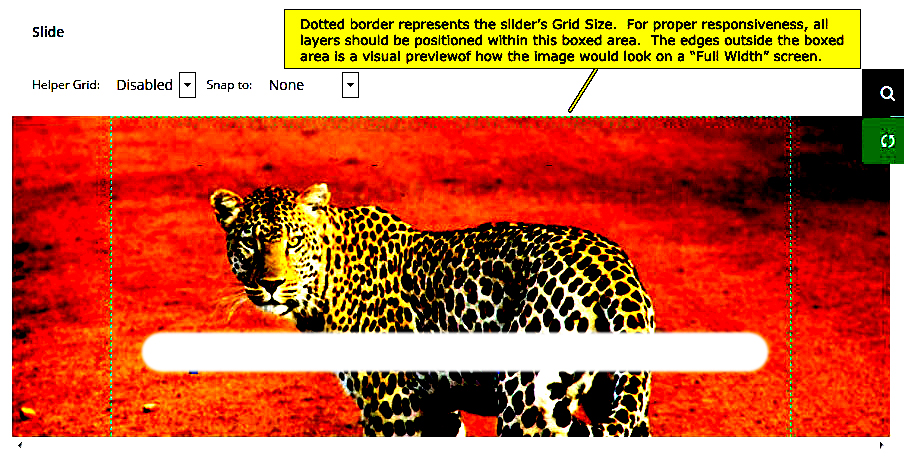 Slide
Dotted border represents the slider's Grid Size. For proper responsiveness, all
layers should be positioned within this boxed area. The edges outside the boxed
area is a visual previewof how the image would look on a “Full Width” screen.
Helper Grid: Disabled Snap to: None